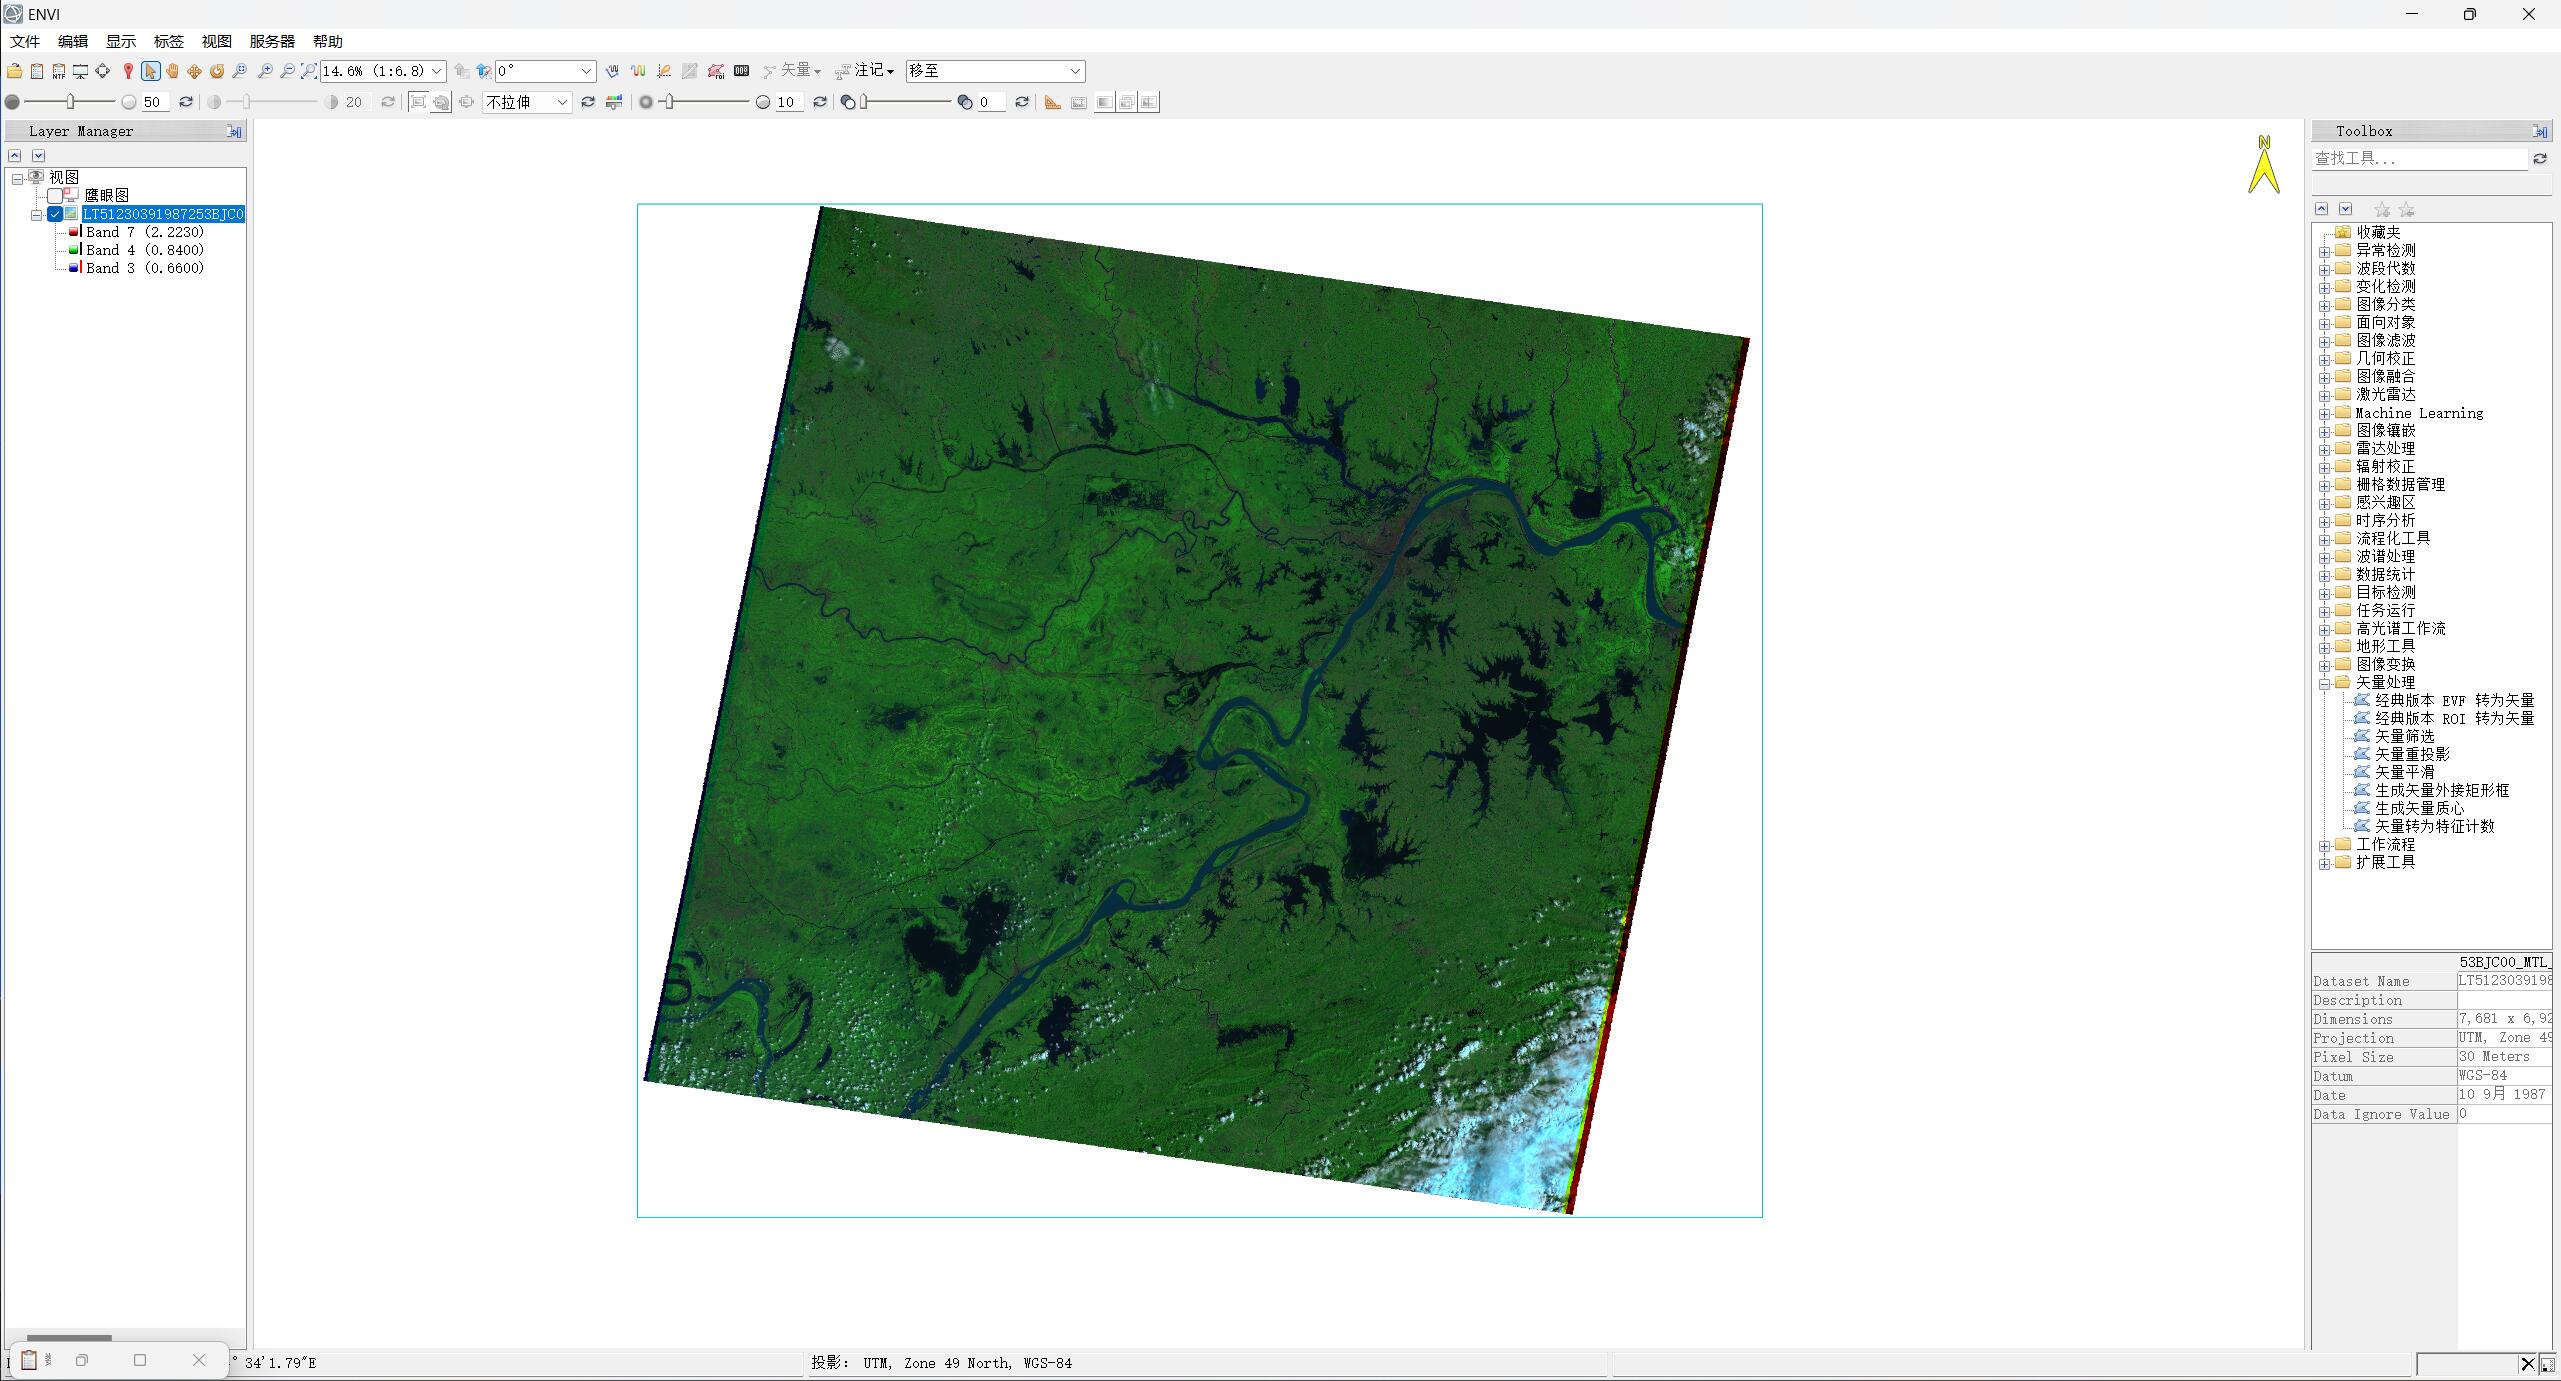 ENVI
文件 编辑 显示 标签 视图 服务器 帮助
14.6% (1:6.8) 0° 矢量 注记 移至
50 20 不拉伸 10 0
Layer Manager
视图
鹰眼图
LT51230391987253BJC0
Band 7 (2.2230)
Band 4 (0.8400)
Band 3 (0.6600)
N
Toolbox
查找工具...
收藏夹
异常检测
波段代数
变化检测
图像分类
面向对象
图像滤波
几何校正
图像融合
激光雷达
Machine Learning
图像镶嵌
雷达处理
辐射校正
栅格数据管理
感兴趣区
时序分析
流程化工具
波谱处理
数据统计
目标检测
任务运行
高光谱工作流
地形工具
图像变换
矢量处理
经典版本 EVF 转为矢量
经典版本 ROI 转为矢量
矢量筛选
矢量重投影
矢量平滑
生成矢量外接矩形框
生成矢量质心
矢量转为特征计数
工作流程
扩展工具
53BJC00_MTL_
Dataset Name LT5123039198
Description
Dimensions 7,681 x 6,92
Projection UTM, Zone 49
Pixel Size 30 Meters
Datum WGS-84
Date 10 9月 1987
Data Ignore Value 0
° 34'1.79"E
投影: UTM, Zone 49 North, WGS-84